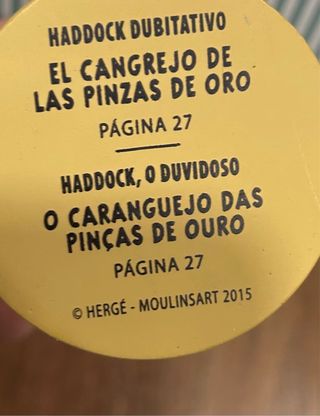 HADDOCK DUBITATIVO
EL CANGREJO DE
LAS PINZAS DE ORO
PÁGINA 27
HADDOCK, O DUVIDOSO
O CARANGUEJO DAS
PINÇAS DE OURO
PÁGINA 27
© HERGÉ - MOULINSART 2015